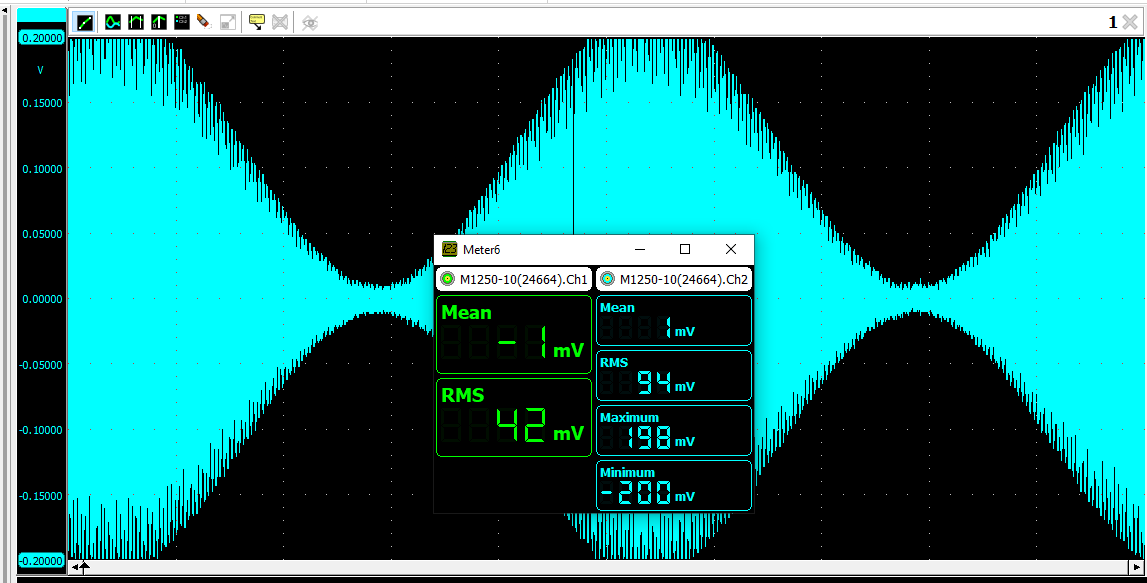 1
0.20000
V
0.15000
0.10000
0.05000
0.00000
-0.05000
-0.10000
-0.15000
-0.20000
Meter6
M1250-10(24664).Ch1
Mean
-1 mV
RMS
42 mV
M1250-10(24664).Ch2
Mean
1 mV
RMS
94 mV
Maximum
198 mV
Minimum
-200 mV